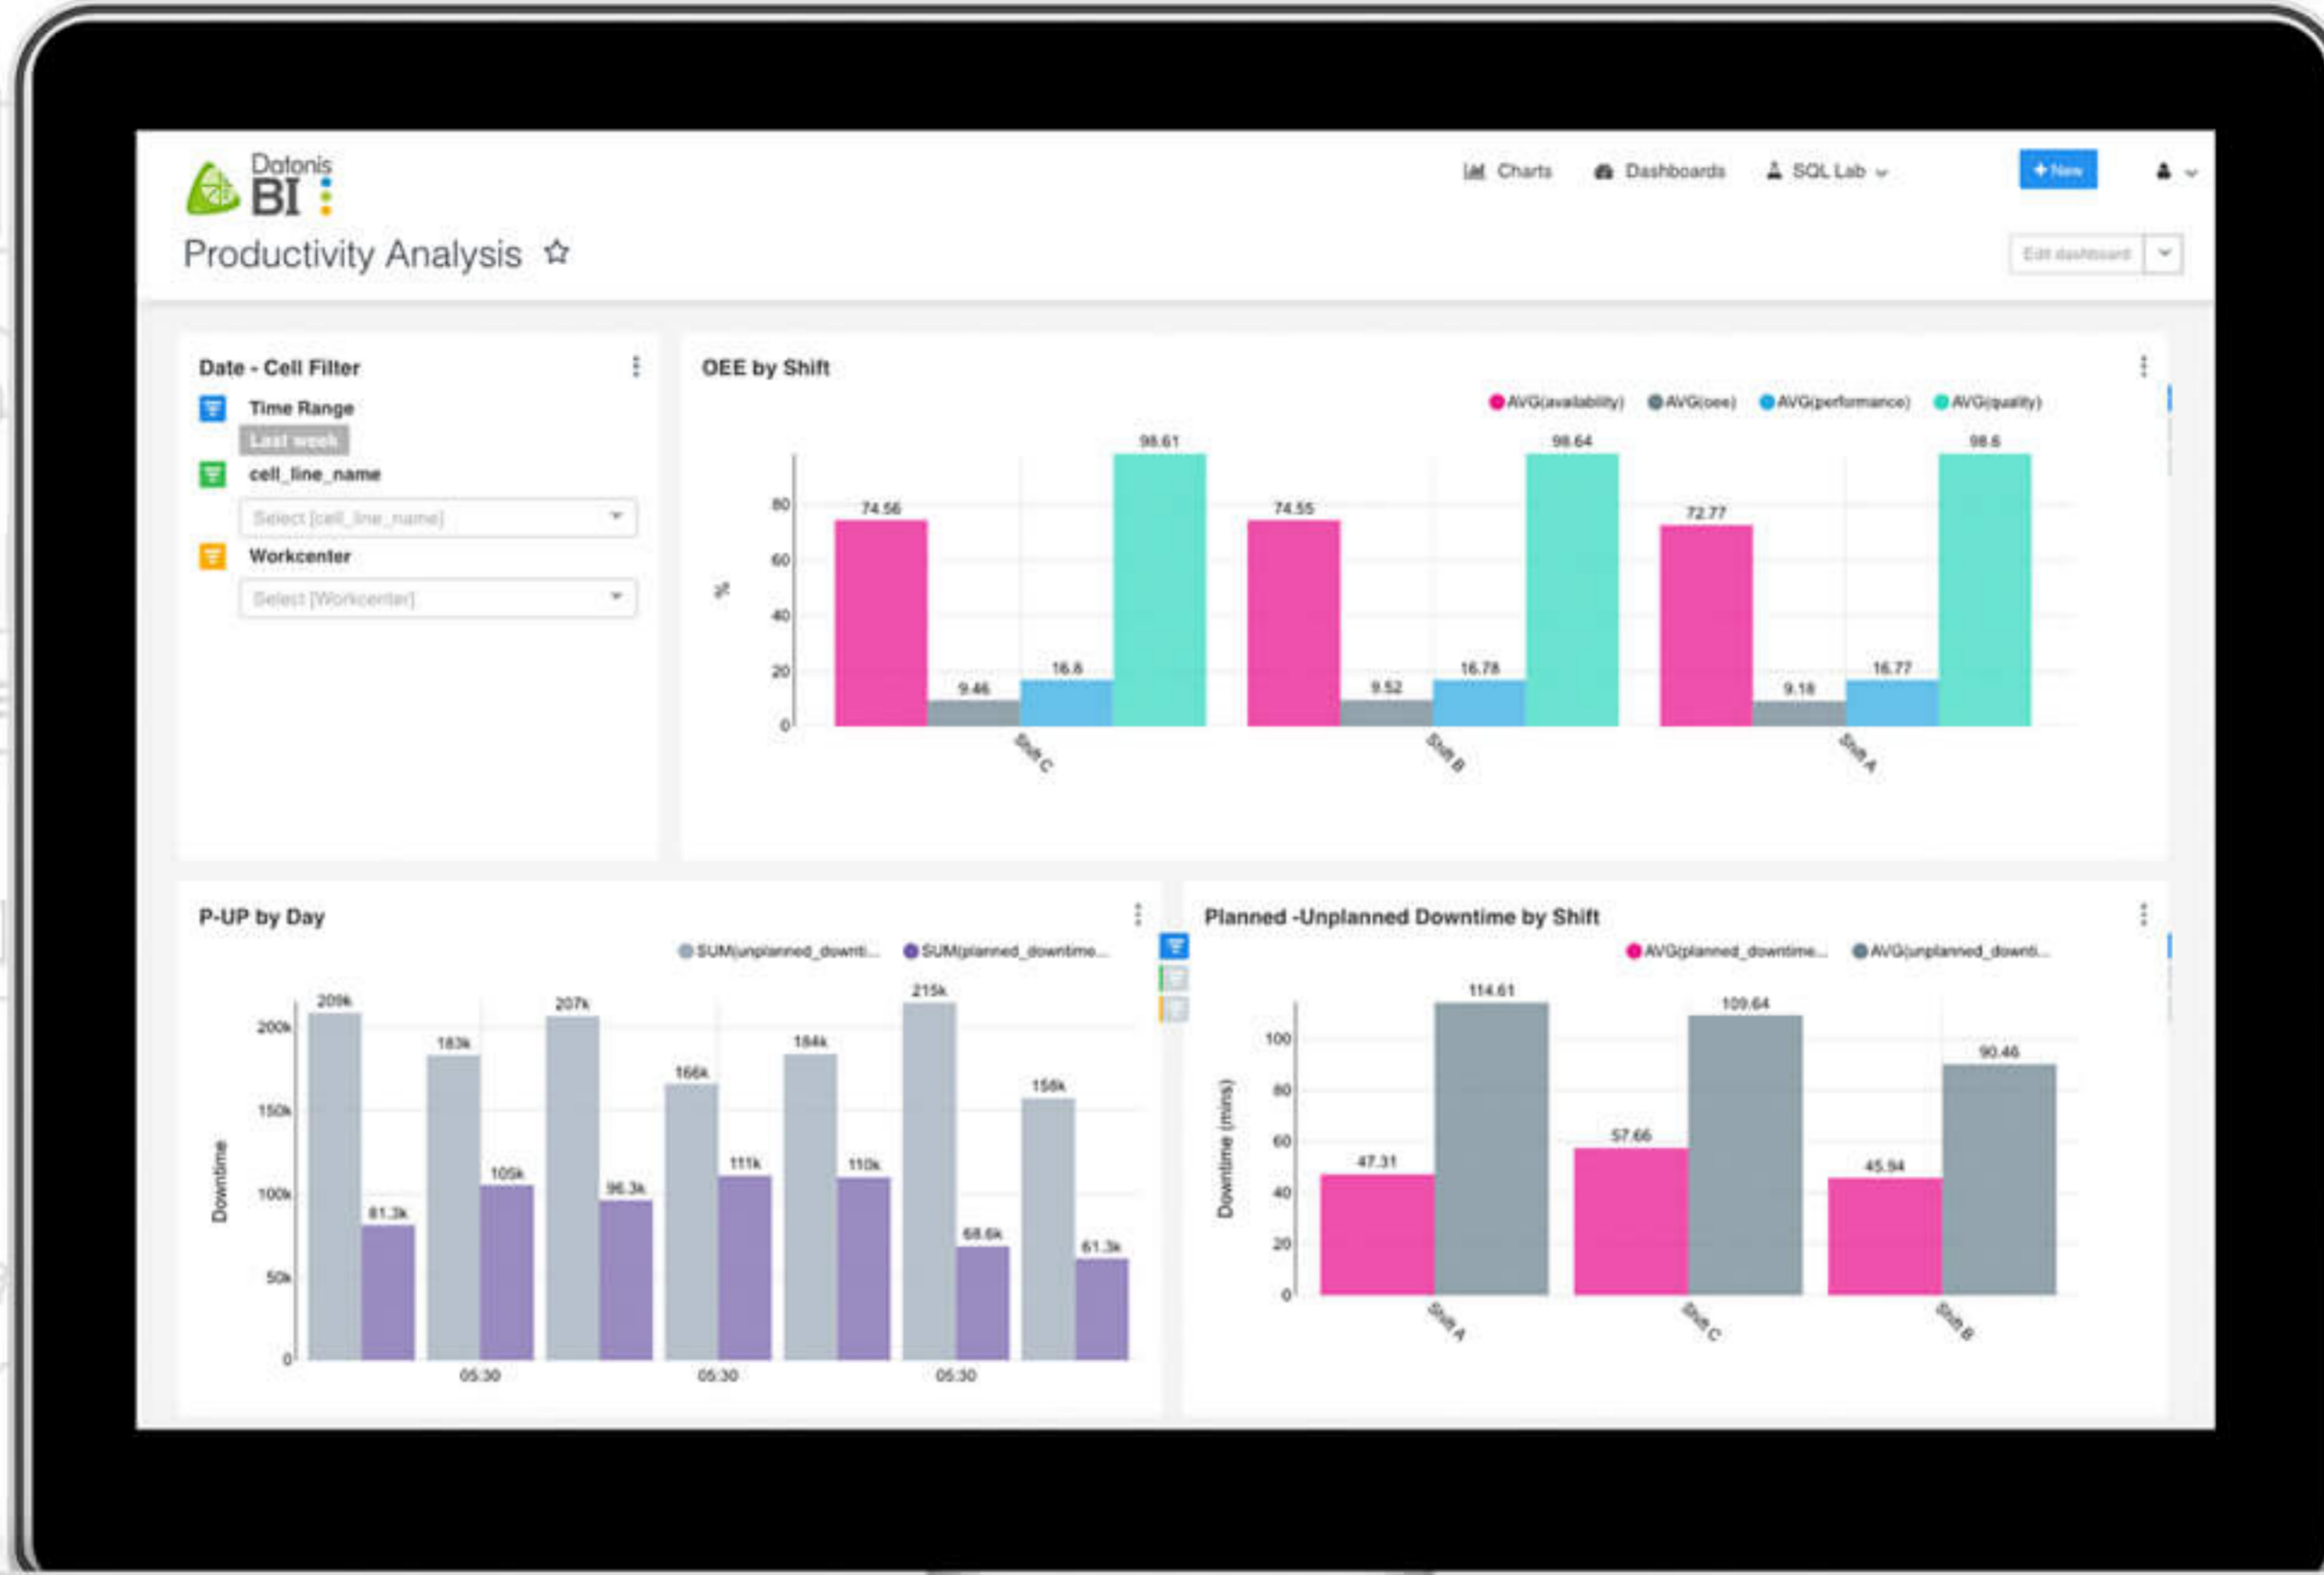 Datonis
BI
Charts
Dashboards
SQL Lab
+ New
Productivity Analysis
Edit dashboard
Date - Cell Filter
Time Range
Last week
cell_line_name
Select [cell_line_name]
Workcenter
Select [Workcenter]
OEE by Shift
AVG(availability) AVG(oee) AVG(performance) AVG(quality)
98.61 98.64 98.6
80
74.56 74.55 72.77
60
%
40
20
9.46 16.8 9.52 16.78 9.18 16.77
0
Shift C Shift B Shift A
P-UP by Day
SUM(unplanned_downti... SUM(planned_downtime...
209k 183k 207k 166k 184k 215k 158k
200k
150k
Downtime
100k
81.3k 105k 96.3k 111k 110k 68.6k 61.3k
50k
0
05:30 05:30 05:30
Planned -Unplanned Downtime by Shift
AVG(planned_downtime... AVG(unplanned_downti...
114.61 109.64 90.46
100
80
Downtime (mins)
60
47.31 57.66 45.94
40
20
0
Shift A Shift C Shift B